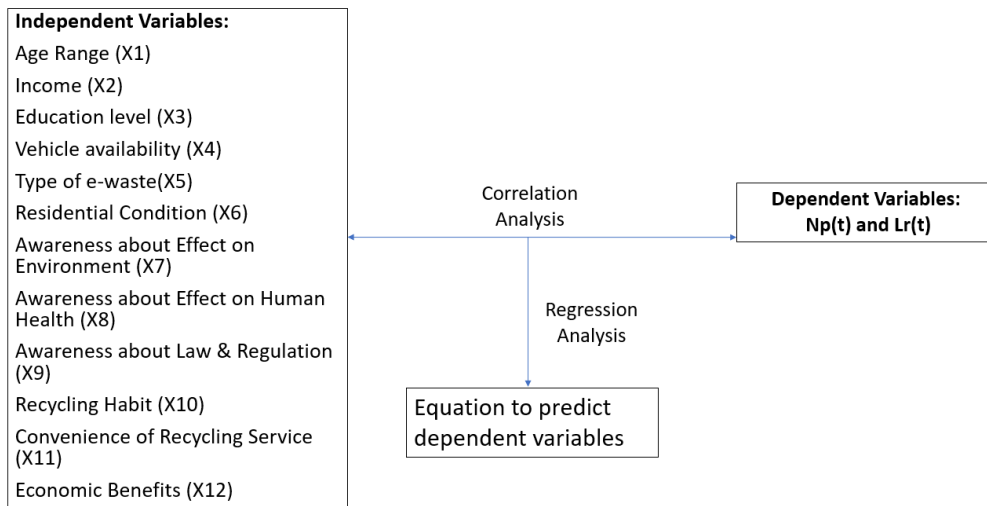 Independent Variables:
Age Range (X1)
Income (X2)
Education level (X3)
Vehicle availability (X4)
Type of e-waste(X5)
Residential Condition (X6)
Awareness about Effect on
Environment (X7)
Awareness about Effect on Human
Health (X8)
Awareness about Law & Regulation
(X9)
Recycling Habit (X10)
Convenience of Recycling Service
(X11)
Economic Benefits (X12)
Correlation
Analysis
Dependent Variables:
Np(t) and Lr(t)
Regression
Analysis
Equation to predict
dependent variables